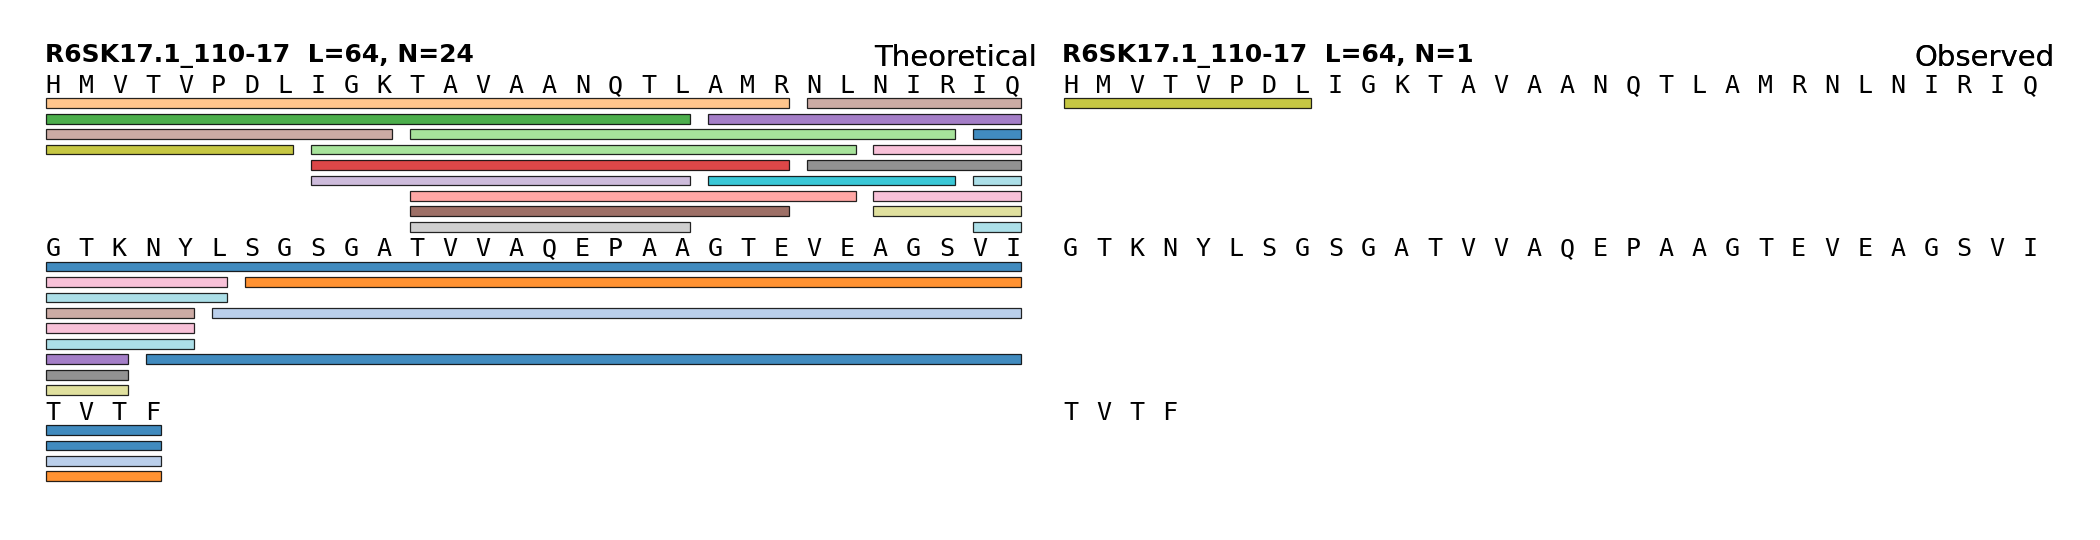 R6SK17.1_110-17 L=64, N=24
Theoretical
H M V T V P D L I G K T A V A A N Q T L A M R N L N I R I Q
G T K N Y L S G S G A T V V A Q E P A A G T E V E A G S V I
T V T F
R6SK17.1_110-17 L=64, N=1
Observed
H M V T V P D L I G K T A V A A N Q T L A M R N L N I R I Q
G T K N Y L S G S G A T V V A Q E P A A G T E V E A G S V I
T V T F